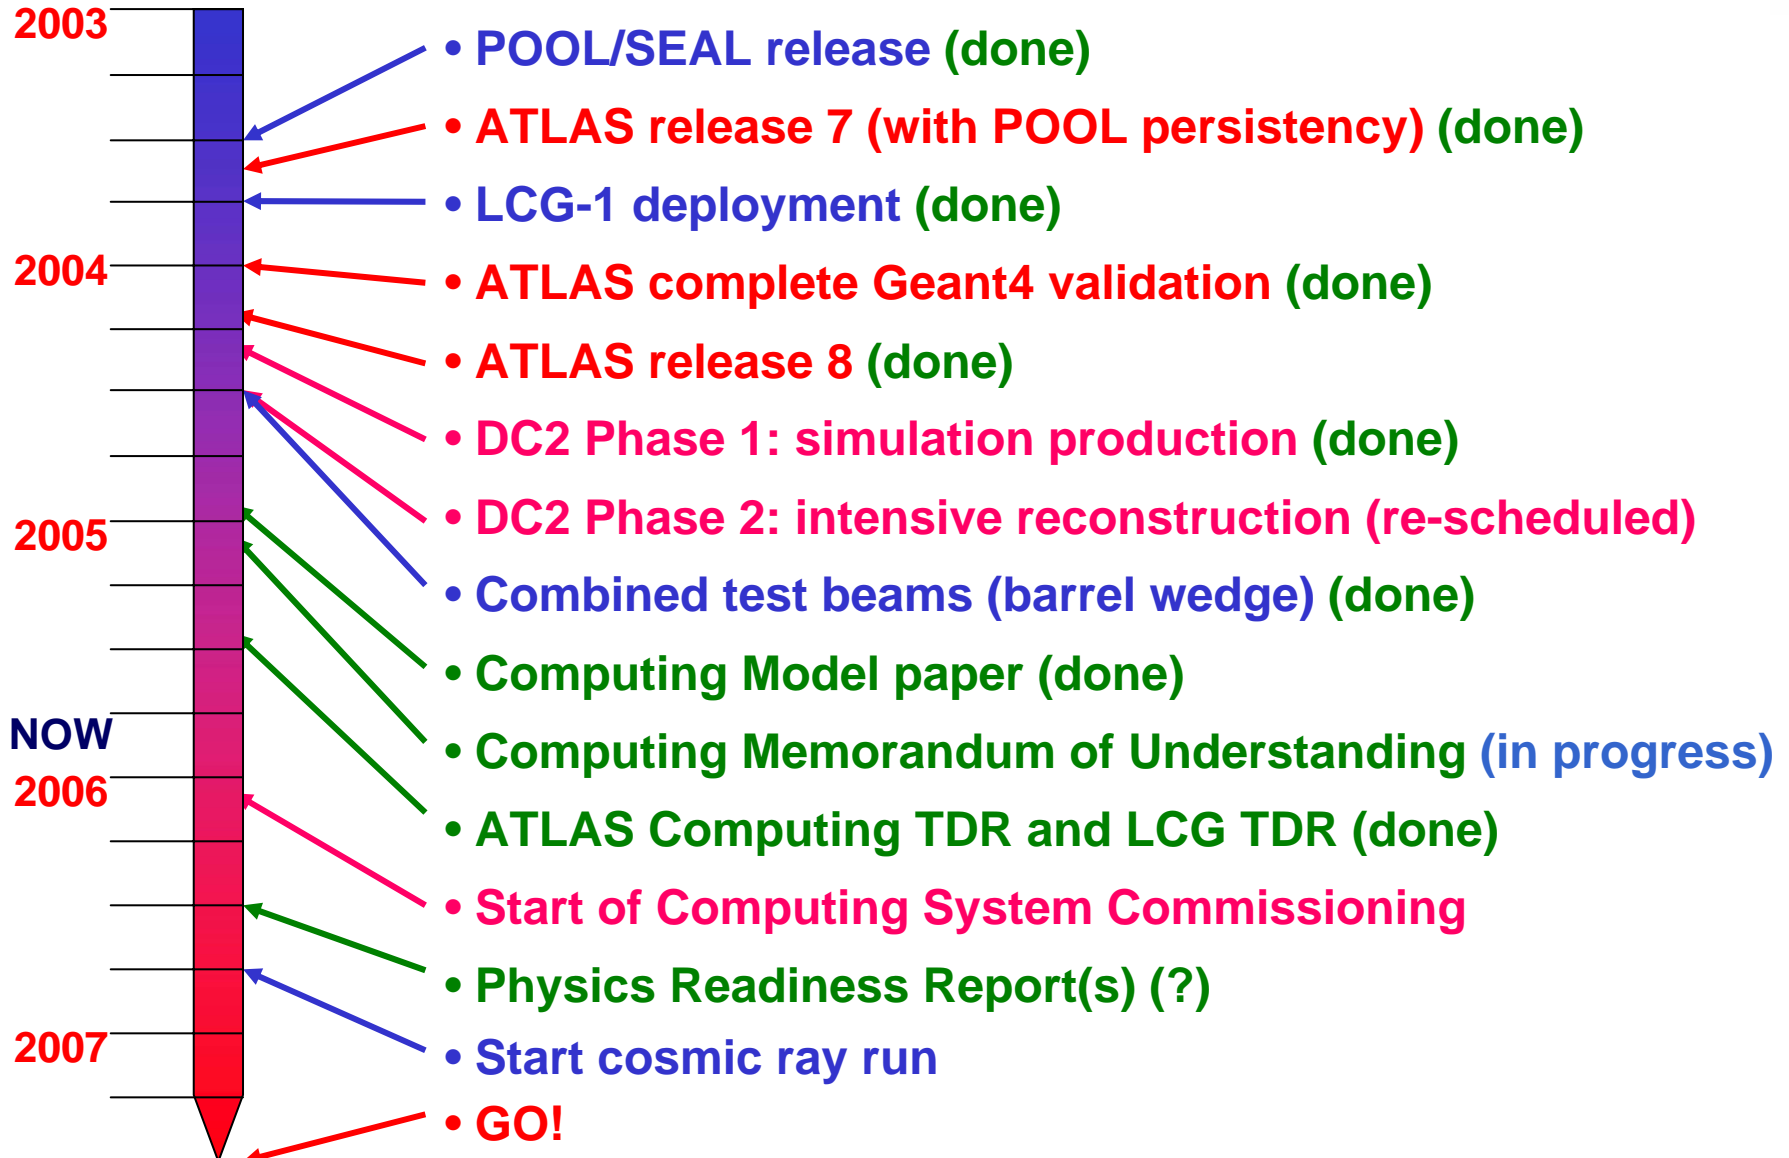 2003
• POOL/SEAL release (done)
• ATLAS release 7 (with POOL persistency) (done)
• LCG-1 deployment (done)
2004
• ATLAS complete Geant4 validation (done)
• ATLAS release 8 (done)
• DC2 Phase 1: simulation production (done)
• DC2 Phase 2: intensive reconstruction (re-scheduled)
2005
• Combined test beams (barrel wedge) (done)
• Computing Model paper (done)
NOW
• Computing Memorandum of Understanding (in progress)
2006
• ATLAS Computing TDR and LCG TDR (done)
• Start of Computing System Commissioning
• Physics Readiness Report(s) (?)
2007
• Start cosmic ray run
• GO!